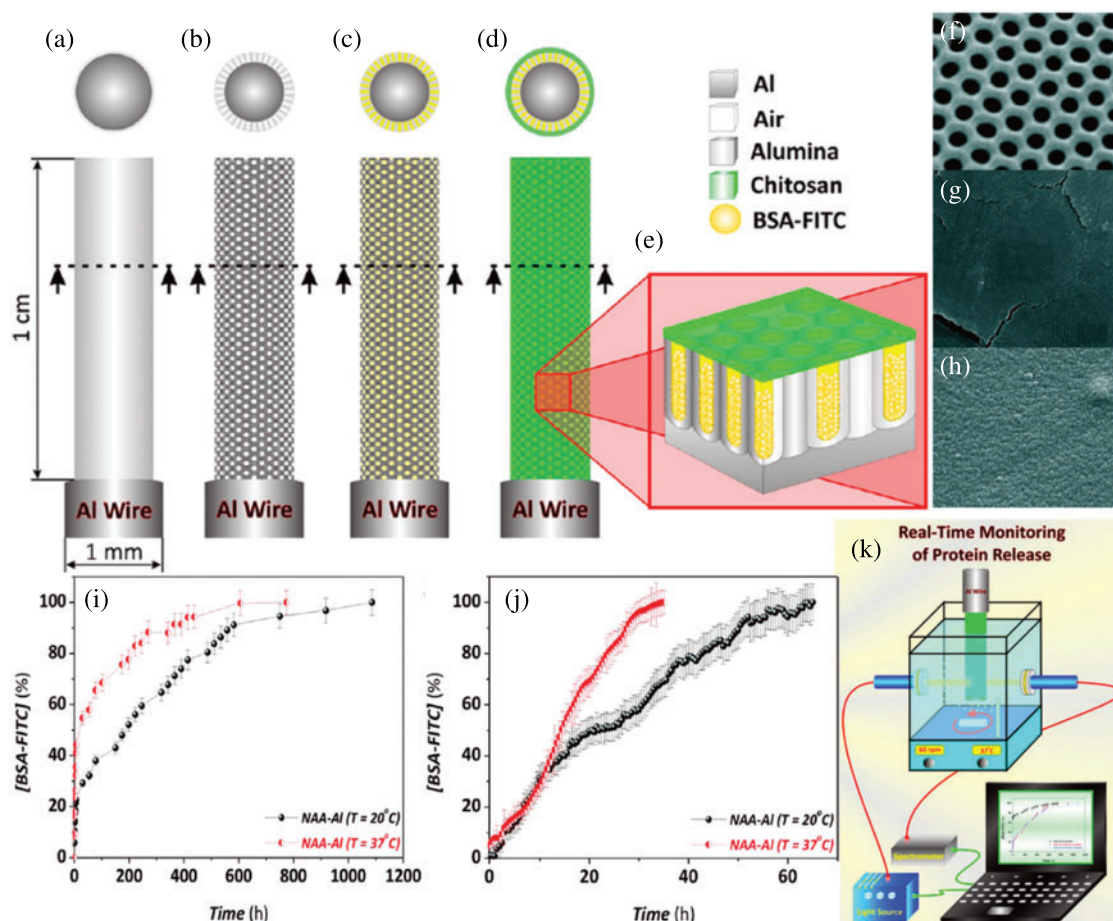 (a)
(b)
(c)
(d)
Al
Air
Alumina
Chitosan
BSA-FITC
(e)
(f)
(g)
(h)
1 cm
Al Wire
Al Wire
Al Wire
Al Wire
1 mm
(i)
[BSA-FITC] (%)
100
80
60
40
20
0
NAA-Al (T = 20°C)
NAA-Al (T = 37°C)
0 200 400 600 800 1000 1200
Time (h)
(j)
[BSA-FITC] (%)
100
80
60
40
20
0
NAA-Al (T = 20°C)
NAA-Al (T = 37°C)
0 20 40 60
Time (h)
(k)
Real-Time Monitoring
of Protein Release
Al Wire
60 rpm
37°C
Spectrometer
Light Source